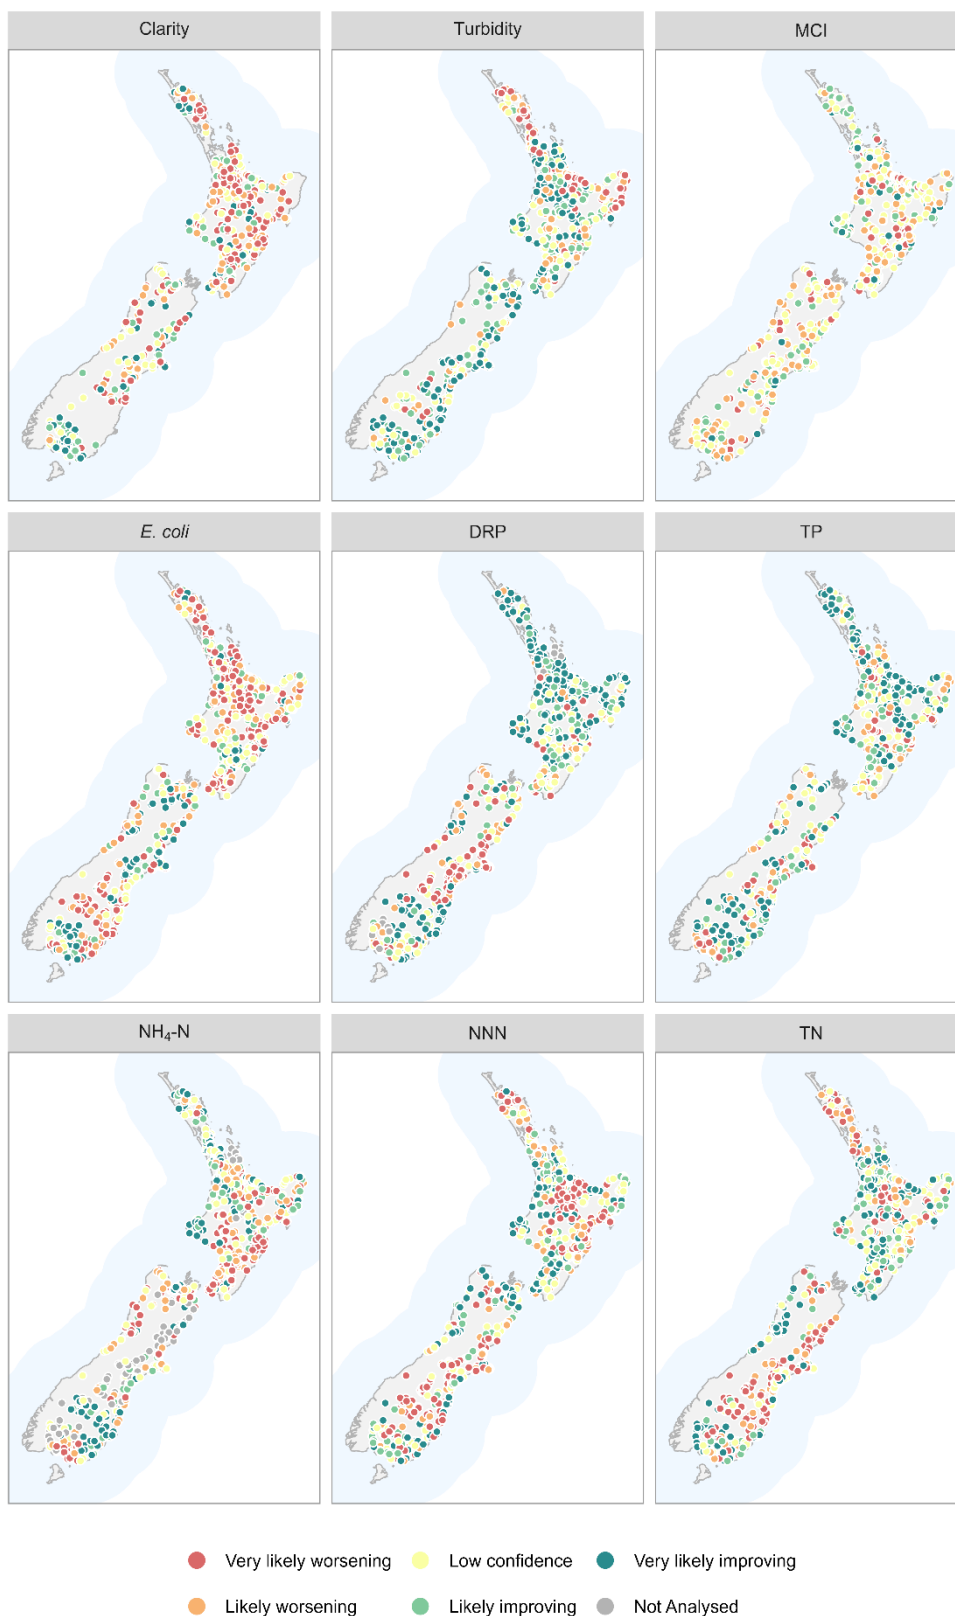 Clarity Turbidity MCI
E. coli DRP TP
NH₄-N NNN TN
Very likely worsening Low confidence Very likely improving
Likely worsening Likely improving Not Analysed